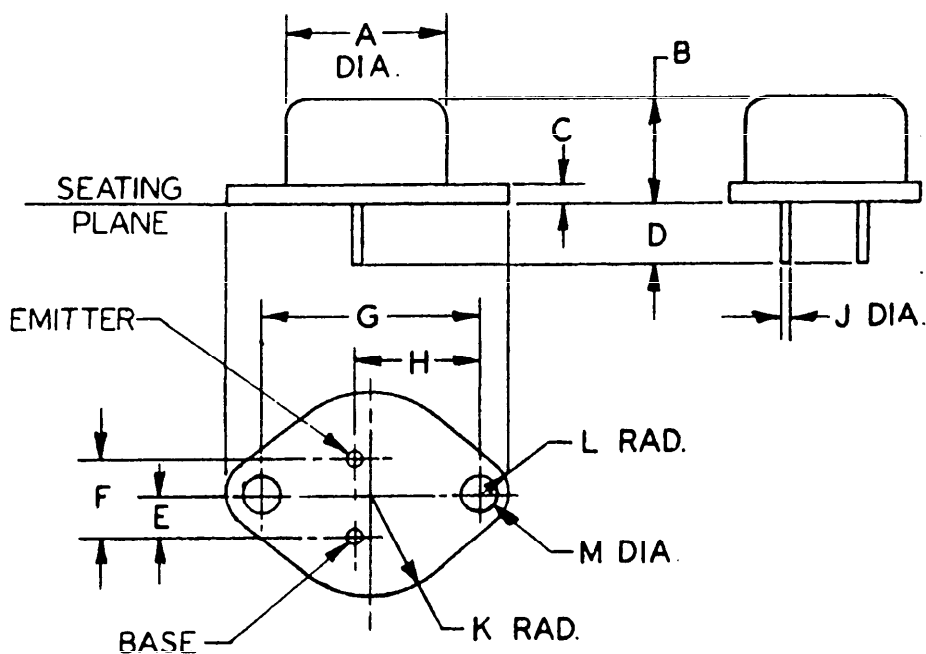 A
DIA.
B
C
SEATING
PLANE
D
EMITTER
G
J DIA.
H
L RAD.
F
E
M DIA.
BASE
K RAD.